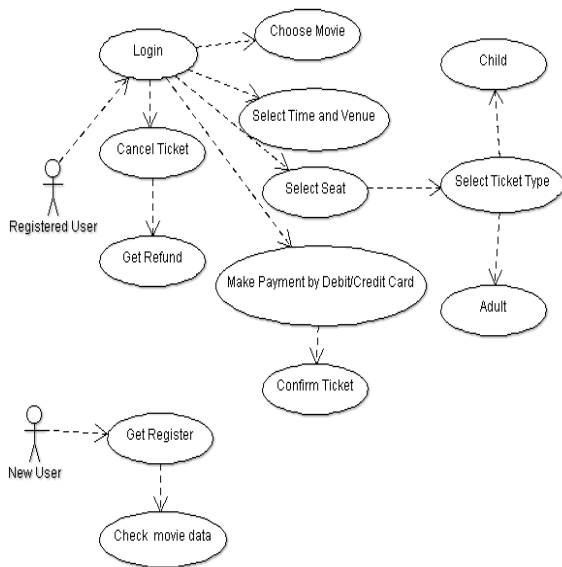 Login
Choose Movie
Child
Select Time and Venue
Cancel Ticket
Select Seat
Select Ticket Type
Registered User
Get Refund
Make Payment by Debit/Credit Card
Adult
Confirm Ticket
Get Register
New User
Check movie data